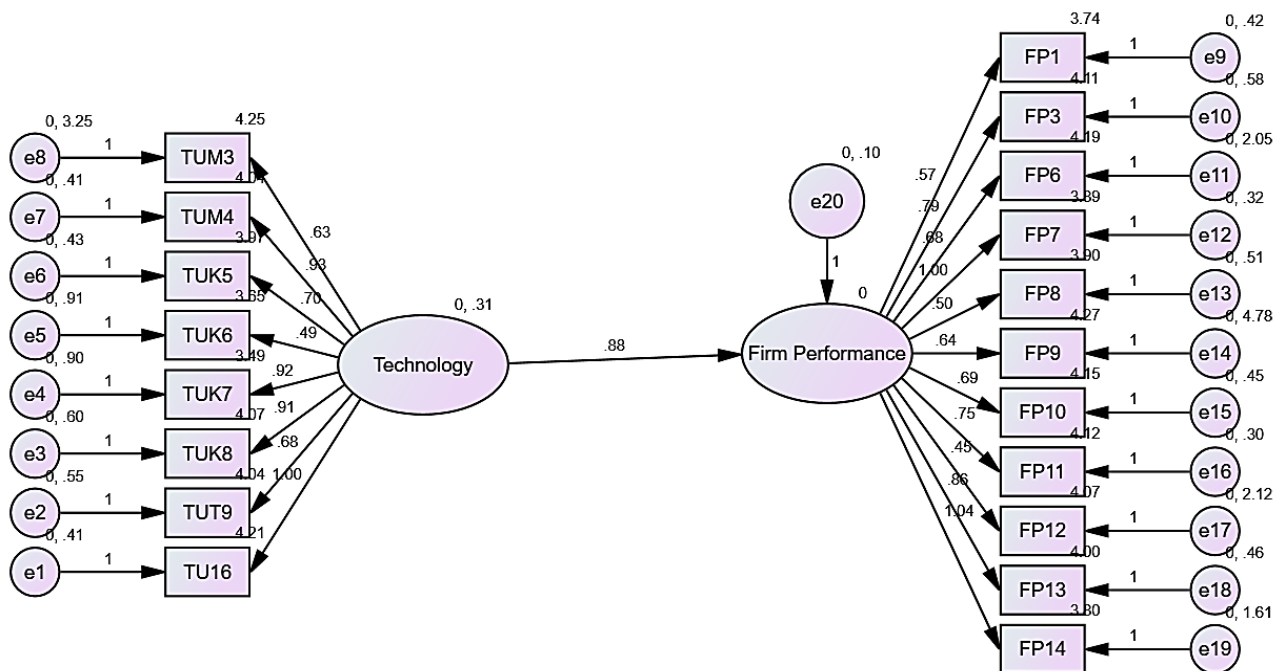 3.74
0, .42
FP1
1
e9
4.11
0, .58
FP3
1
e10
4.19
0, 2.05
FP6
1
e11
3.89
0, .32
FP7
1
e12
3.90
0, .51
FP8
1
e13
4.27
0, 4.78
FP9
1
e14
4.15
0, .45
FP10
1
e15
4.12
0, .30
FP11
1
e16
4.07
0, 2.12
FP12
1
e17
4.00
0, .46
FP13
1
e18
3.80
0, 1.61
FP14
1
e19
.57
.79
.68
1.00
.50
.64
.69
.75
.45
.86
1.04
0, .10
e20
1
0
Firm Performance
.88
0, .31
Technology
0, 3.25
4.25
e8
1
TUM3
0, .41
4.04
e7
1
TUM4
0, .43
3.97
e6
1
TUK5
0, .91
3.65
e5
1
TUK6
0, .90
3.49
e4
1
TUK7
0, .60
4.07
e3
1
TUK8
0, .55
4.04
e2
1
TUT9
0, .41
4.21
e1
1
TU16
.63
.93
.70
.49
.92
.91
.68
1.00